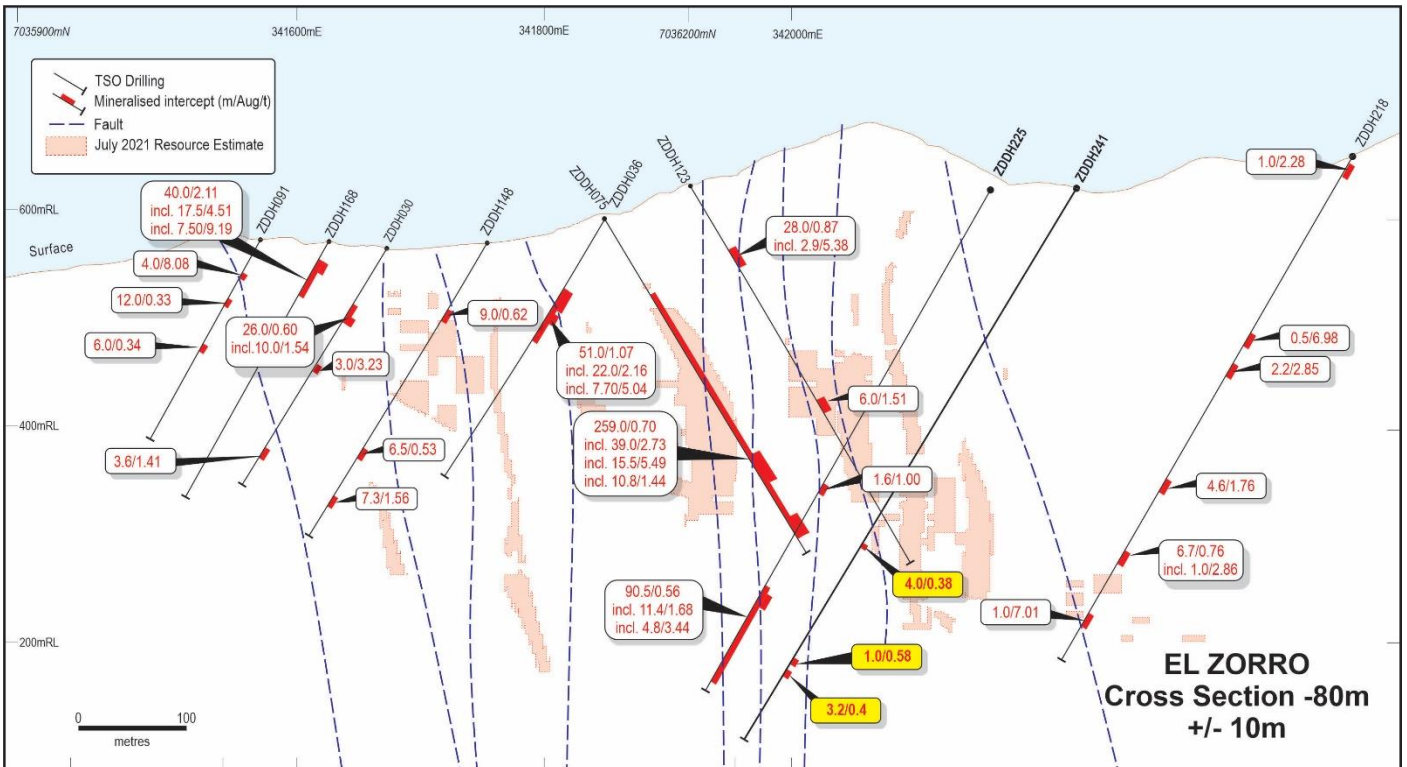 7035900mN
341600mE
341800mE
7036200mN
342000mE
TSO Drilling
Mineralised intercept (m/Aug/t)
Fault
July 2021 Resource Estimate
ZDDH091
ZDDH168
ZDDH030
ZDDH148
ZDDH075
ZDDH036
ZDDH123
ZDDH225
ZDDH241
ZDDH218
600mRL
400mRL
200mRL
Surface
40.0/2.11
incl. 17.5/4.51
incl. 7.50/9.19
4.0/8.08
12.0/0.33
6.0/0.34
26.0/0.60
incl.10.0/1.54
3.0/3.23
3.6/1.41
9.0/0.62
6.5/0.53
7.3/1.56
51.0/1.07
incl. 22.0/2.16
incl. 7.70/5.04
259.0/0.70
incl. 39.0/2.73
incl. 15.5/5.49
incl. 10.8/1.44
28.0/0.87
incl. 2.9/5.38
6.0/1.51
1.6/1.00
90.5/0.56
incl. 11.4/1.68
incl. 4.8/3.44
4.0/0.38
1.0/0.58
3.2/0.4
1.0/2.28
0.5/6.98
2.2/2.85
4.6/1.76
6.7/0.76
incl. 1.0/2.86
1.0/7.01
0
100
metres
EL ZORRO
Cross Section -80m
+/- 10m